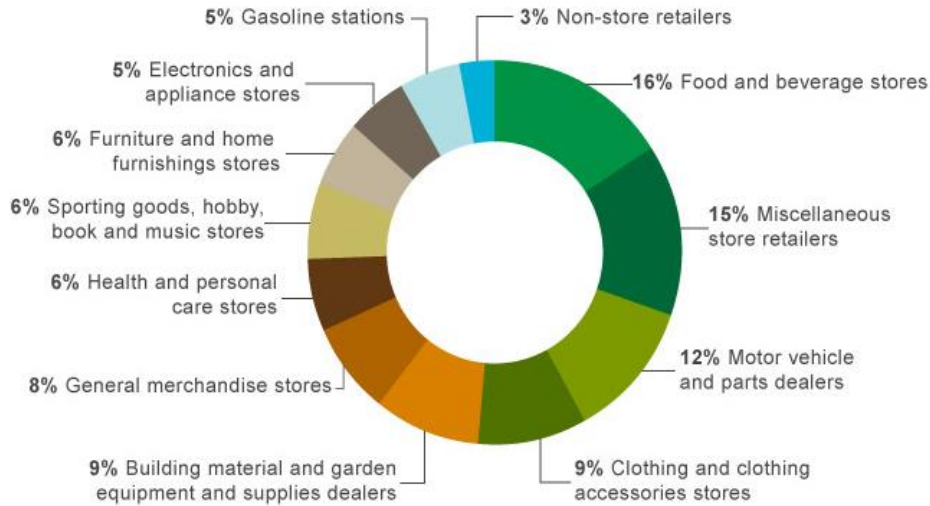 5% Gasoline stations
3% Non-store retailers
5% Electronics and
appliance stores
16% Food and beverage stores
6% Furniture and home
furnishings stores
6% Sporting goods, hobby,
book and music stores
15% Miscellaneous
store retailers
6% Health and personal
care stores
12% Motor vehicle
and parts dealers
8% General merchandise stores
9% Building material and garden
equipment and supplies dealers
9% Clothing and clothing
accessories stores